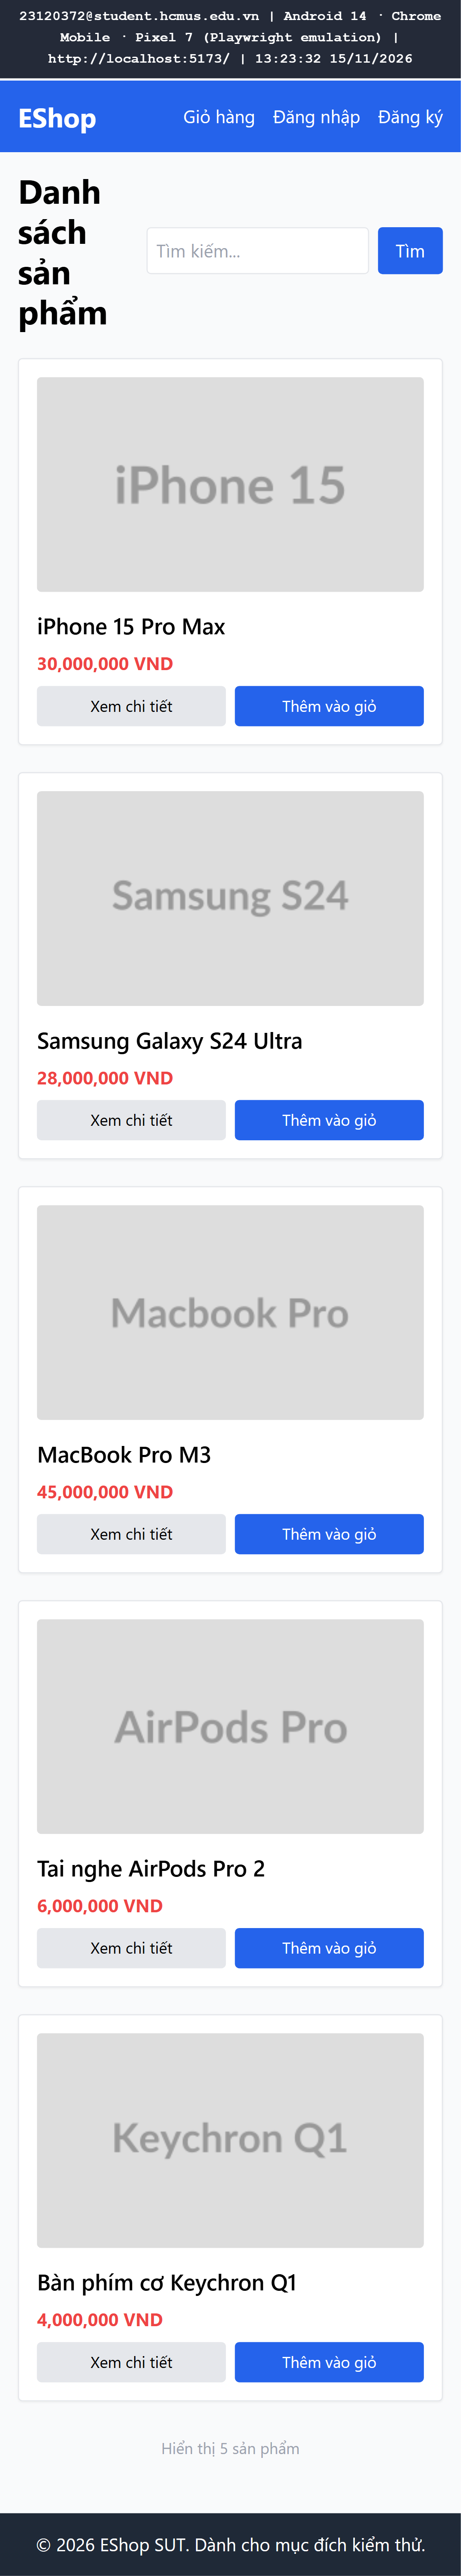 23120372@student.hcmus.edu.vn | Android 14 · Chrome
Mobile · Pixel 7 (Playwright emulation) |
http://localhost:5173/ | 13:23:32 15/11/2026
EShop
Giỏ hàng
Đăng nhập
Đăng ký
Danh
sách
sản
phẩm
Tìm kiếm...
Tìm
iPhone 15
iPhone 15 Pro Max
30,000,000 VND
Xem chi tiết
Thêm vào giỏ
Samsung S24
Samsung Galaxy S24 Ultra
28,000,000 VND
Xem chi tiết
Thêm vào giỏ
Macbook Pro
MacBook Pro M3
45,000,000 VND
Xem chi tiết
Thêm vào giỏ
AirPods Pro
Tai nghe AirPods Pro 2
6,000,000 VND
Xem chi tiết
Thêm vào giỏ
Keychron Q1
Bàn phím cơ Keychron Q1
4,000,000 VND
Xem chi tiết
Thêm vào giỏ
Hiển thị 5 sản phẩm
© 2026 EShop SUT. Dành cho mục đích kiểm thử.